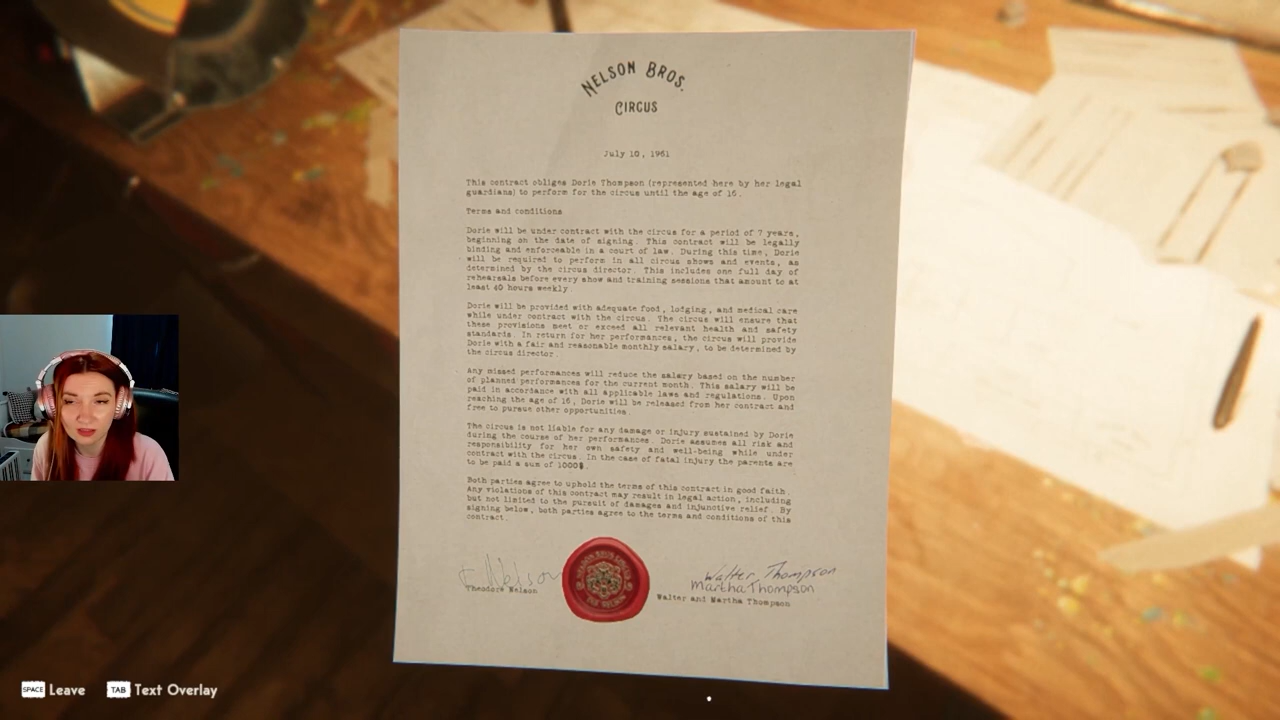 NELSON BROS.
CIRCUS
July 10, 1961
This contract obliges Dorie Thompson (represented here by her legal
guardians) to perform for the circus until the age of 16.
Terms and conditions
Dorie will be under contract with the circus for a period of 7 years,
beginning on the date of signing. This contract will be legally
binding and enforceable in a court of law. During this time, Dorie
will be required to perform in all circus shows and events, as
determined by the circus director. This includes one full day of
rehearsals before every show and training sessions that amount to at
least 40 hours weekly.
Dorie will be provided with adequate food, lodging, and medical care
while under contract with the circus. The circus will ensure that
these provisions meet or exceed all relevant health and safety
standards. In return for her performances, the circus will provide
Dorie with a fair and reasonable monthly salary, to be determined by
the circus director.
Any missed performances will reduce the salary based on the number
of planned performances for the current month. This salary will be
paid in accordance with all applicable laws and regulations. Upon
reaching the age of 16, Dorie will be released from her contract and
free to pursue other opportunities.
The circus is not liable for any damage or injury sustained by Dorie
during the course of her performances. Dorie assumes all risk and
responsibility for her own safety and well-being while under
contract with the circus. In the case of fatal injury the parents are
to be paid a sum of 1000$.
Both parties agree to uphold the terms of this contract in good faith.
Any violations of this contract may result in legal action, including
but not limited to the pursuit of damages and injunctive relief. By
signing below, both parties agree to the terms and conditions of this
contract.
Nelson
Theodore Nelson
NELSON BROS CIRCUS
Walter Thompson
Martha Thompson
Walter and Martha Thompson
SPACE Leave TAB Text Overlay